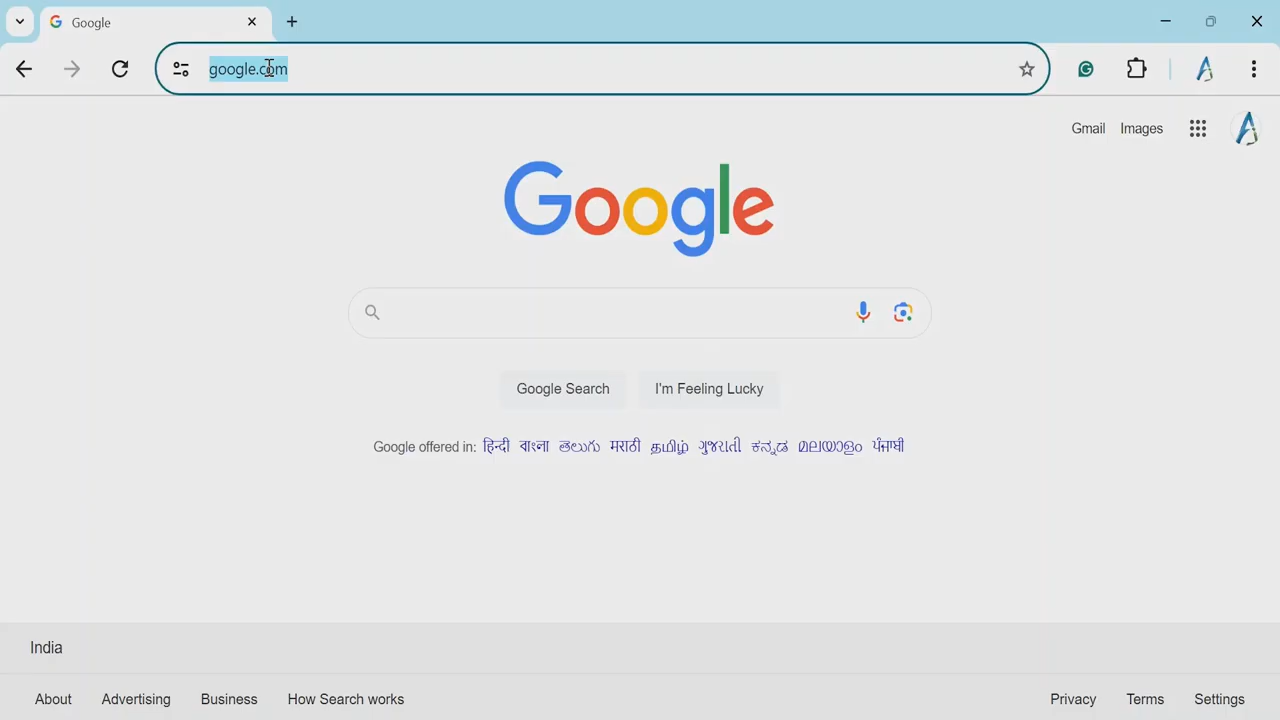 Google
google.com
Gmail Images
Google
Google Search I'm Feeling Lucky
Google offered in: हिन्दी বাংলা తెలుగు मराठी தமிழ் ગુજરાતી ಕನ್ನಡ മലയാളം ਪੰਜਾਬੀ
India
About Advertising Business How Search works Privacy Terms Settings